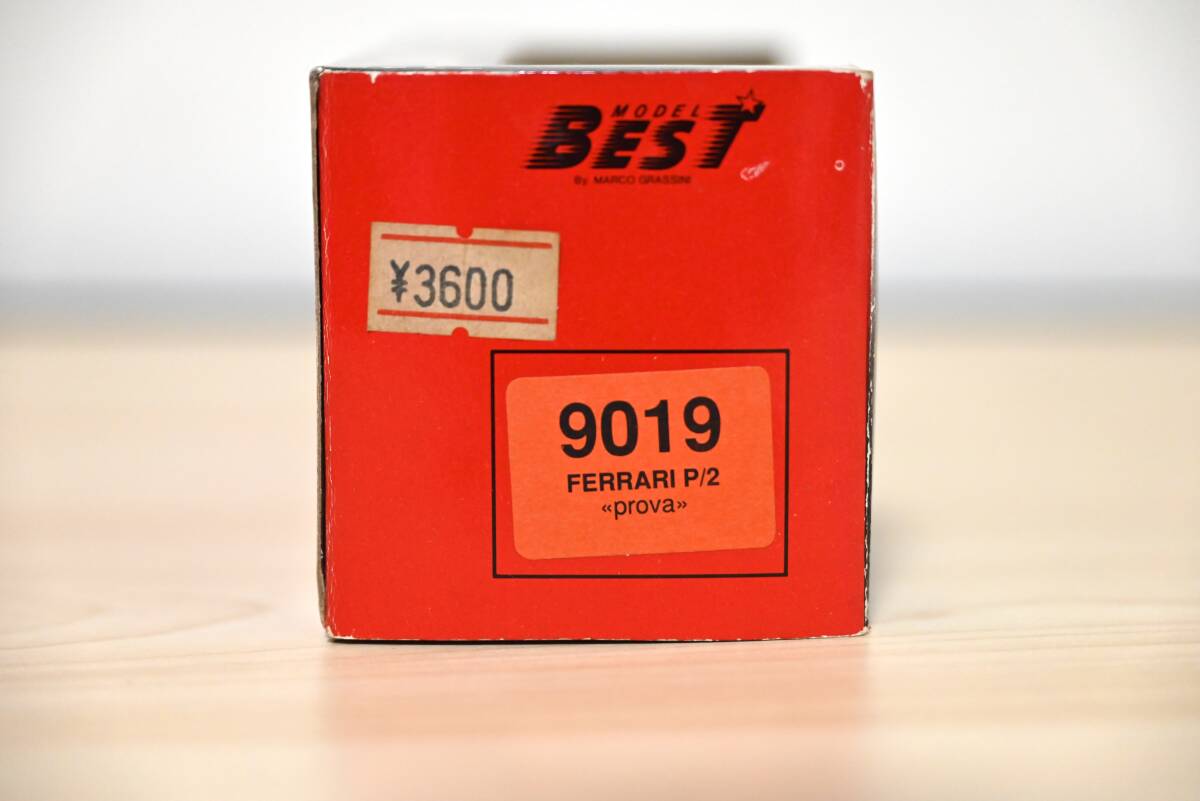 MODEL
BEST
By. MARCO GRASSINI
¥3600
9019
FERRARI P/2
«prova»